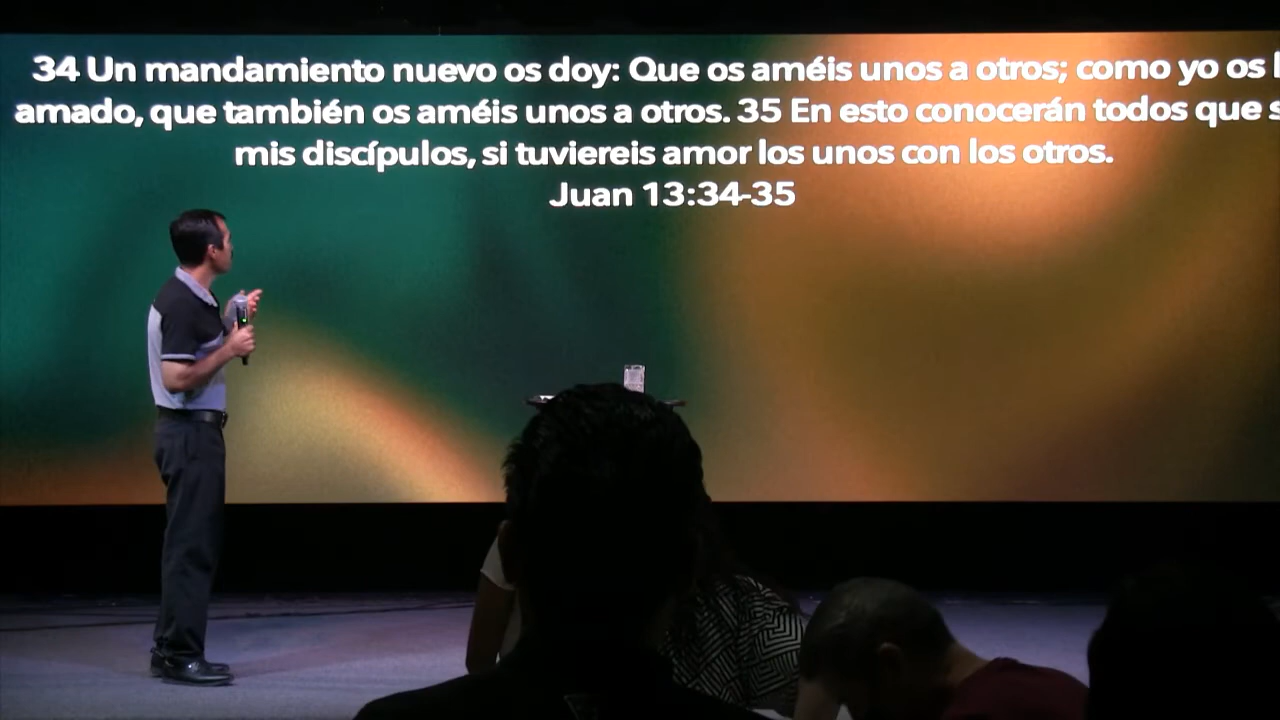 34 Un mandamiento nuevo os doy: Que os améis unos a otros; como yo os
amado, que también os améis unos a otros. 35 En esto conocerán todos que
mis discípulos, si tuviereis amor los unos con los otros.
Juan 13:34-35